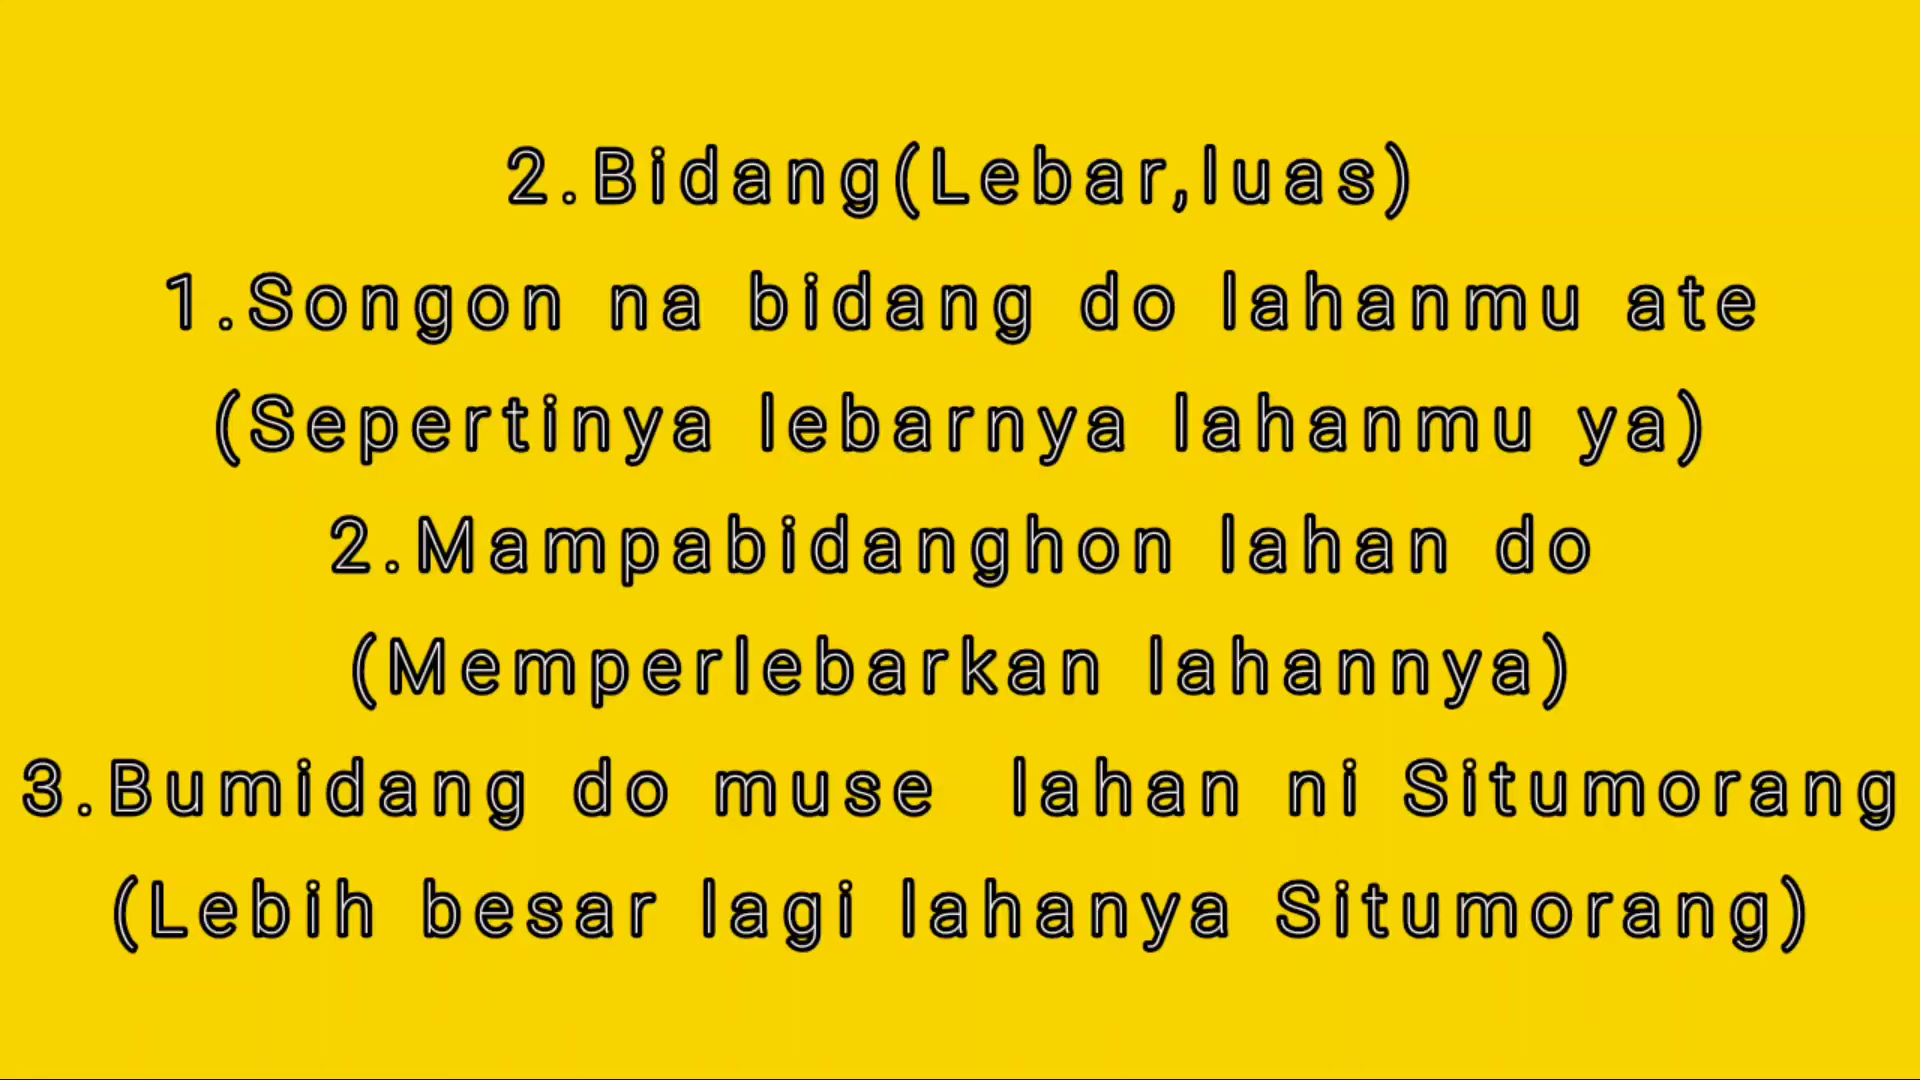 2.Bidang(Lebar,luas)
1.Songon na bidang do lahanmu ate
(Sepertinya lebarnya lahanmu ya)
2.Mampabidanghon lahan do
(Memperlebarkan lahannya)
3.Bumidang do muse  lahan ni Situmorang
(Lebih besar lagi lahanya Situmorang)